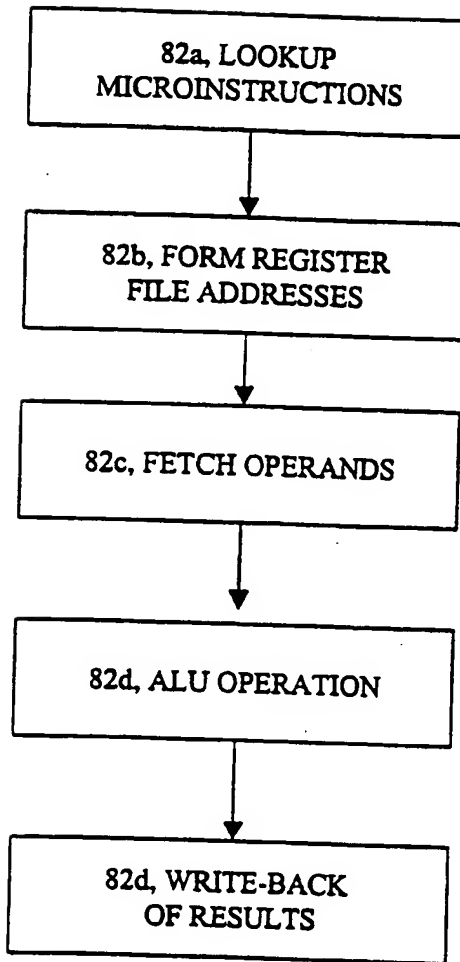 82a, LOOKUP
MICROINSTRUCTIONS
82b, FORM REGISTER
FILE ADDRESSES
82c, FETCH OPERANDS
82d, ALU OPERATION
82d, WRITE-BACK
OF RESULTS